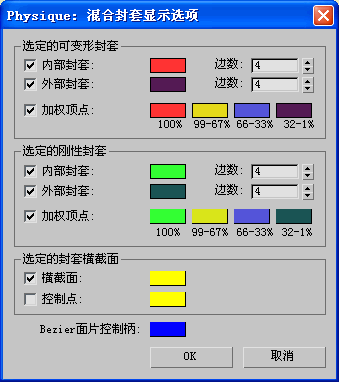 Physique: 混合封套显示选项
选定的可变形封套
内部封套: 边数: 4
外部封套: 边数: 4
加权顶点:
100% 99-67% 66-33% 32-1%
选定的刚性封套
内部封套: 边数: 4
外部封套: 边数: 4
加权顶点:
100% 99-67% 66-33% 32-1%
选定的封套横截面
横截面:
控制点:
Bezier面片控制柄:
OK 取消